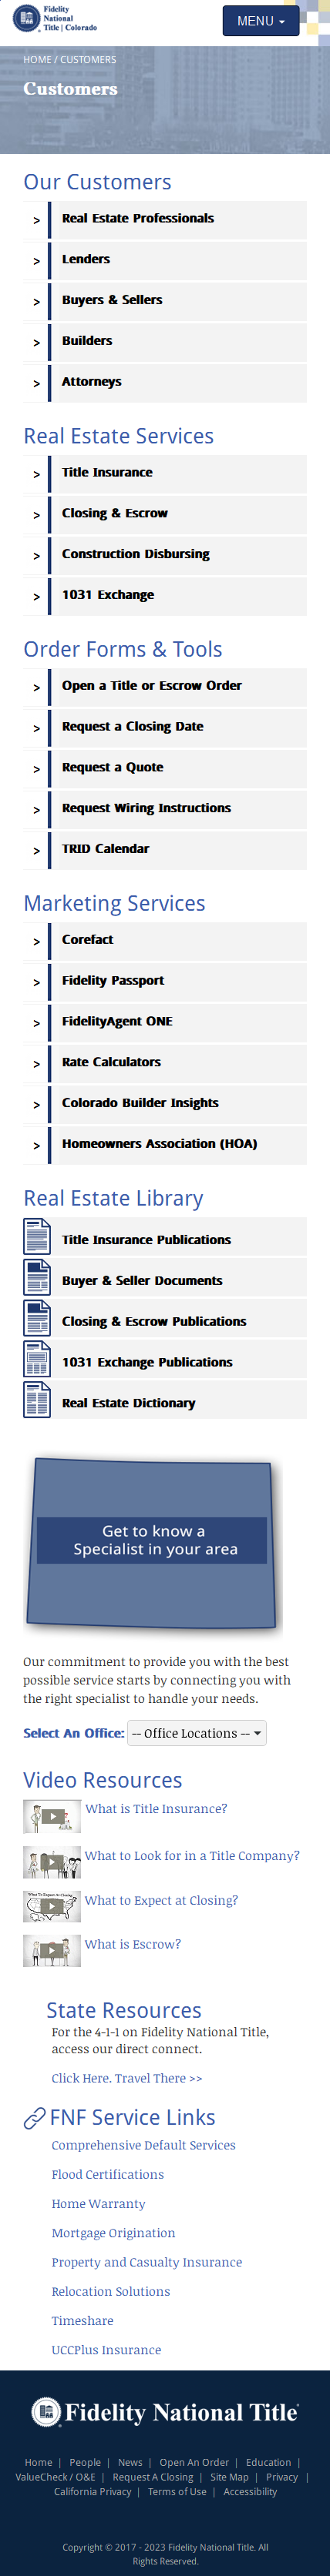 Fidelity
National
Title | Colorado
MENU
HOME / CUSTOMERS
Customers
Our Customers
> Real Estate Professionals
> Lenders
> Buyers & Sellers
> Builders
> Attorneys
Real Estate Services
> Title Insurance
> Closing & Escrow
> Construction Disbursing
> 1031 Exchange
Order Forms & Tools
> Open a Title or Escrow Order
> Request a Closing Date
> Request a Quote
> Request Wiring Instructions
> TRID Calendar
Marketing Services
> Corefact
> Fidelity Passport
> FidelityAgent ONE
> Rate Calculators
> Colorado Builder Insights
> Homeowners Association (HOA)
Real Estate Library
Title Insurance Publications
Buyer & Seller Documents
Closing & Escrow Publications
1031 Exchange Publications
Real Estate Dictionary
Get to know a
Specialist in your area
Our commitment to provide you with the best
possible service starts by connecting you with
the right specialist to handle your needs.
Select An Office: -- Office Locations --
Video Resources
What is Title Insurance?
What to Look for in a Title Company?
What to Expect at Closing?
What is Escrow?
State Resources
For the 4-1-1 on Fidelity National Title,
access our direct connect.
Click Here. Travel There >>
FNF Service Links
Comprehensive Default Services
Flood Certifications
Home Warranty
Mortgage Origination
Property and Casualty Insurance
Relocation Solutions
Timeshare
UCCPlus Insurance
Fidelity National Title®
Home | People | News | Open An Order | Education |
ValueCheck / O&E | Request A Closing | Site Map | Privacy |
California Privacy | Terms of Use | Accessibility
Copyright © 2017 - 2023 Fidelity National Title. All
Rights Reserved.